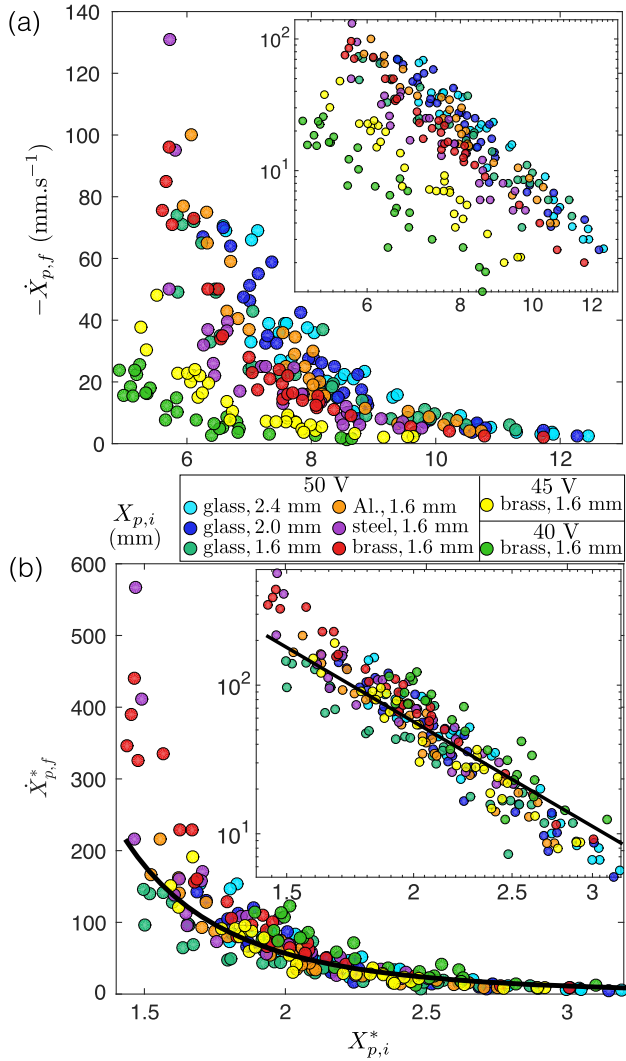 (a)
140
120
100
80
60
40
20
0
−Ẋp,f (mm.s⁻¹)
10²
10¹
6 8 10 12
6 8 10 12
Xp,i
(mm)
50 V 45 V
glass, 2.4 mm Al., 1.6 mm brass, 1.6 mm
glass, 2.0 mm steel, 1.6 mm 40 V
glass, 1.6 mm brass, 1.6 mm brass, 1.6 mm
(b)
600
500
400
300
200
100
0
Ẋ*p,f
10²
10¹
1.5 2 2.5 3
1.5 2 2.5 3
X*p,i